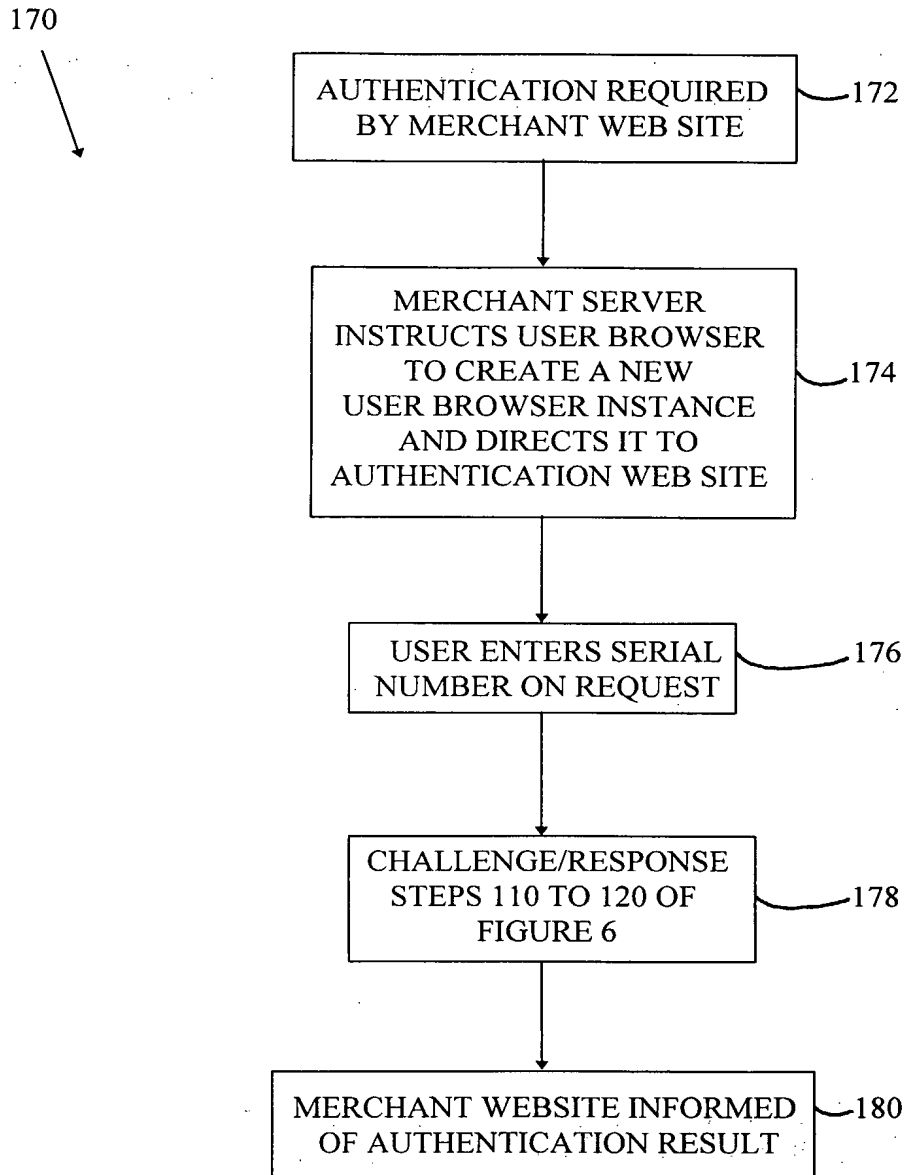 170
AUTHENTICATION REQUIRED
BY MERCHANT WEB SITE
172
MERCHANT SERVER
INSTRUCTS USER BROWSER
TO CREATE A NEW
USER BROWSER INSTANCE
AND DIRECTS IT TO
AUTHENTICATION WEB SITE
174
USER ENTERS SERIAL
NUMBER ON REQUEST
176
CHALLENGE/RESPONSE
STEPS 110 TO 120 OF
FIGURE 6
178
MERCHANT WEBSITE INFORMED
OF AUTHENTICATION RESULT
180